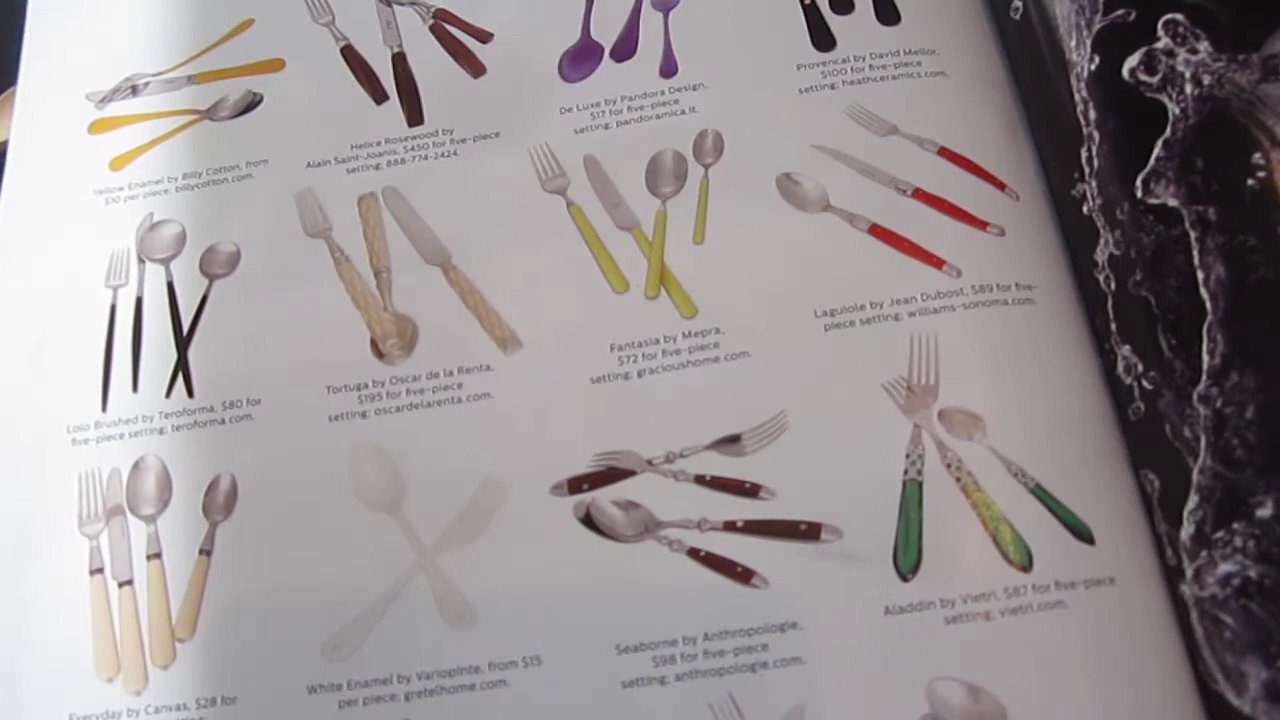 Yellow Enamel by Billy Cotton, from
$10 per piece; billycotton.com.
Helice Rosewood by
Alain Saint-Joanis, $450 for five-piece
setting; 888-774-2424.
De Luxe by Pandora Design,
$17 for five-piece
setting; pandoramica.it.
Provencal by David Mellor,
$100 for five-piece
setting; heathceramics.com.
Lolo Brushed by Teroforma, $80 for
five-piece setting; teroforma.com.
Tortuga by Oscar de la Renta,
$195 for five-piece
setting; oscardelarenta.com.
Fantasia by Mepra,
$72 for five-piece
setting; gracioushome.com.
Laguiole by Jean Dubost, $89 for five-
piece setting; williams-sonoma.com.
Everyday by Canvas, $28 for
White Enamel by Variopinte, from $15
per piece; gretelhome.com.
Seaborne by Anthropologie,
$98 for five-piece
setting; anthropologie.com.
Aladdin by Vietri, $87 for five-piece
setting; vietri.com.